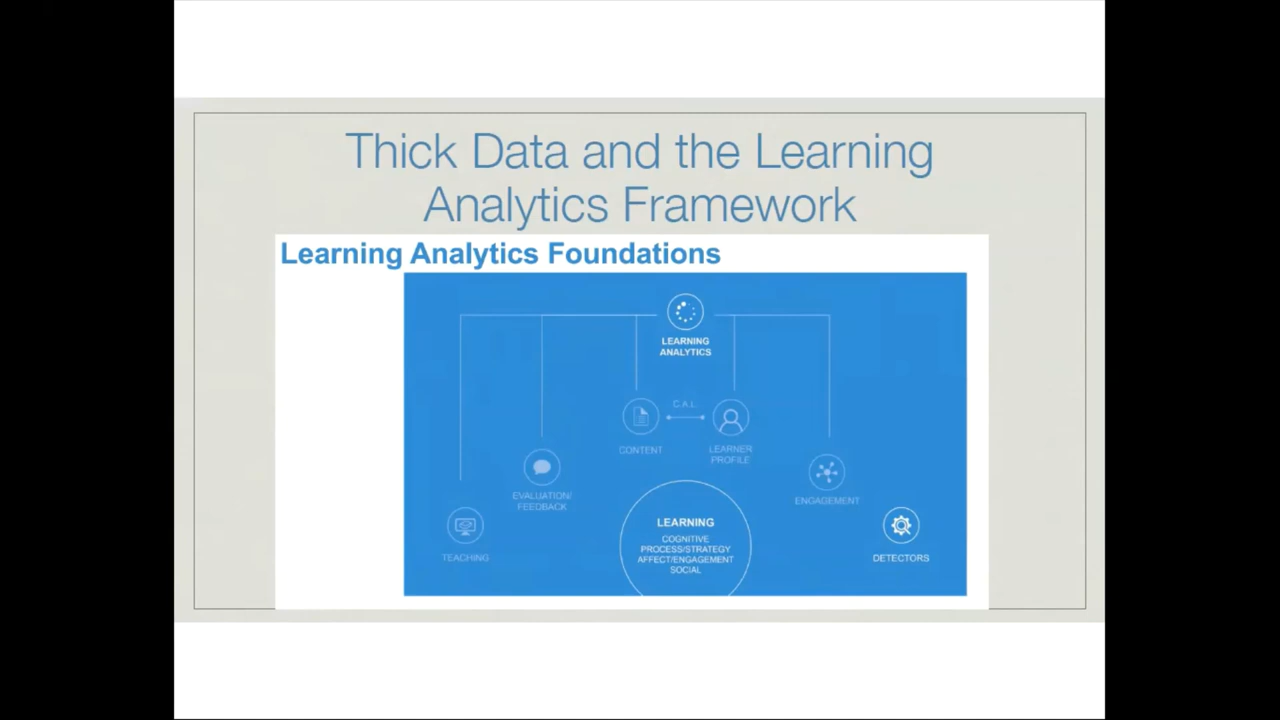 Thick Data and the Learning
Analytics Framework
Learning Analytics Foundations
LEARNING
ANALYTICS
C.A.L.
CONTENT
LEARNER
PROFILE
EVALUATION/
FEEDBACK
ENGAGEMENT
TEACHING
LEARNING
COGNITIVE
PROCESS/STRATEGY
AFFECT/ENGAGEMENT
SOCIAL
DETECTORS